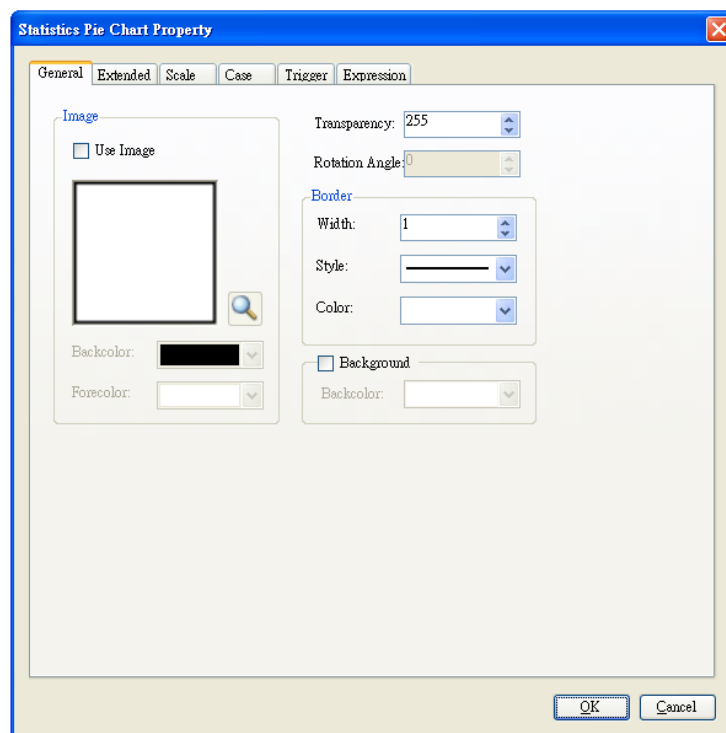 Statistics Pie Chart Property
General Extended Scale Case Trigger Expression
Image
Use Image
Backcolor:
Forecolor:
Transparency: 255
Rotation Angle: 0
Border
Width: 1
Style:
Color:
Background
Backcolor:
OK Cancel